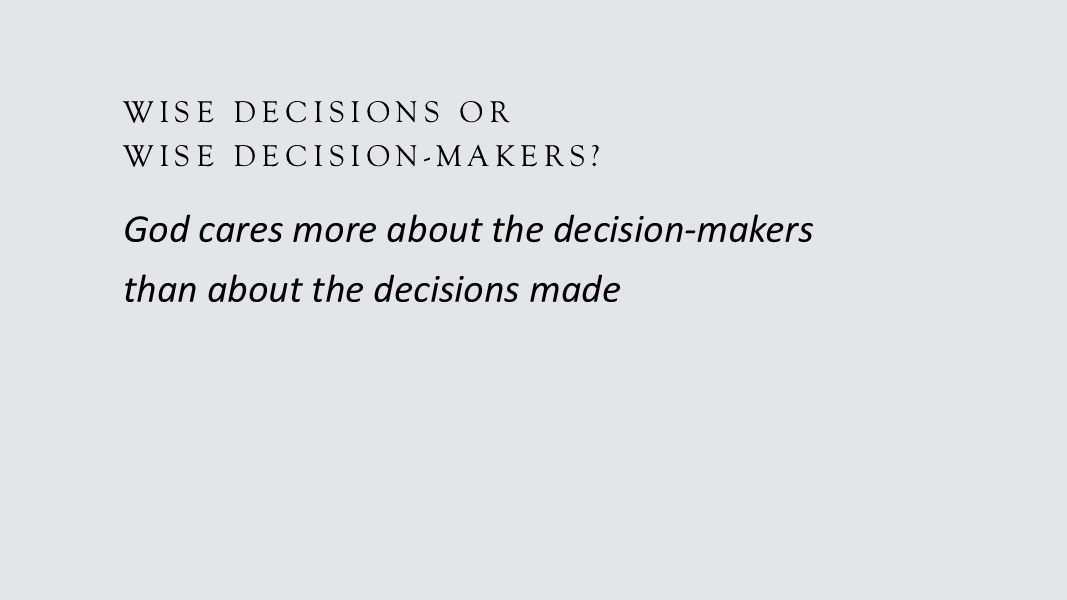 WISE DECISIONS OR
WISE DECISION-MAKERS?
God cares more about the decision-makers
than about the decisions made